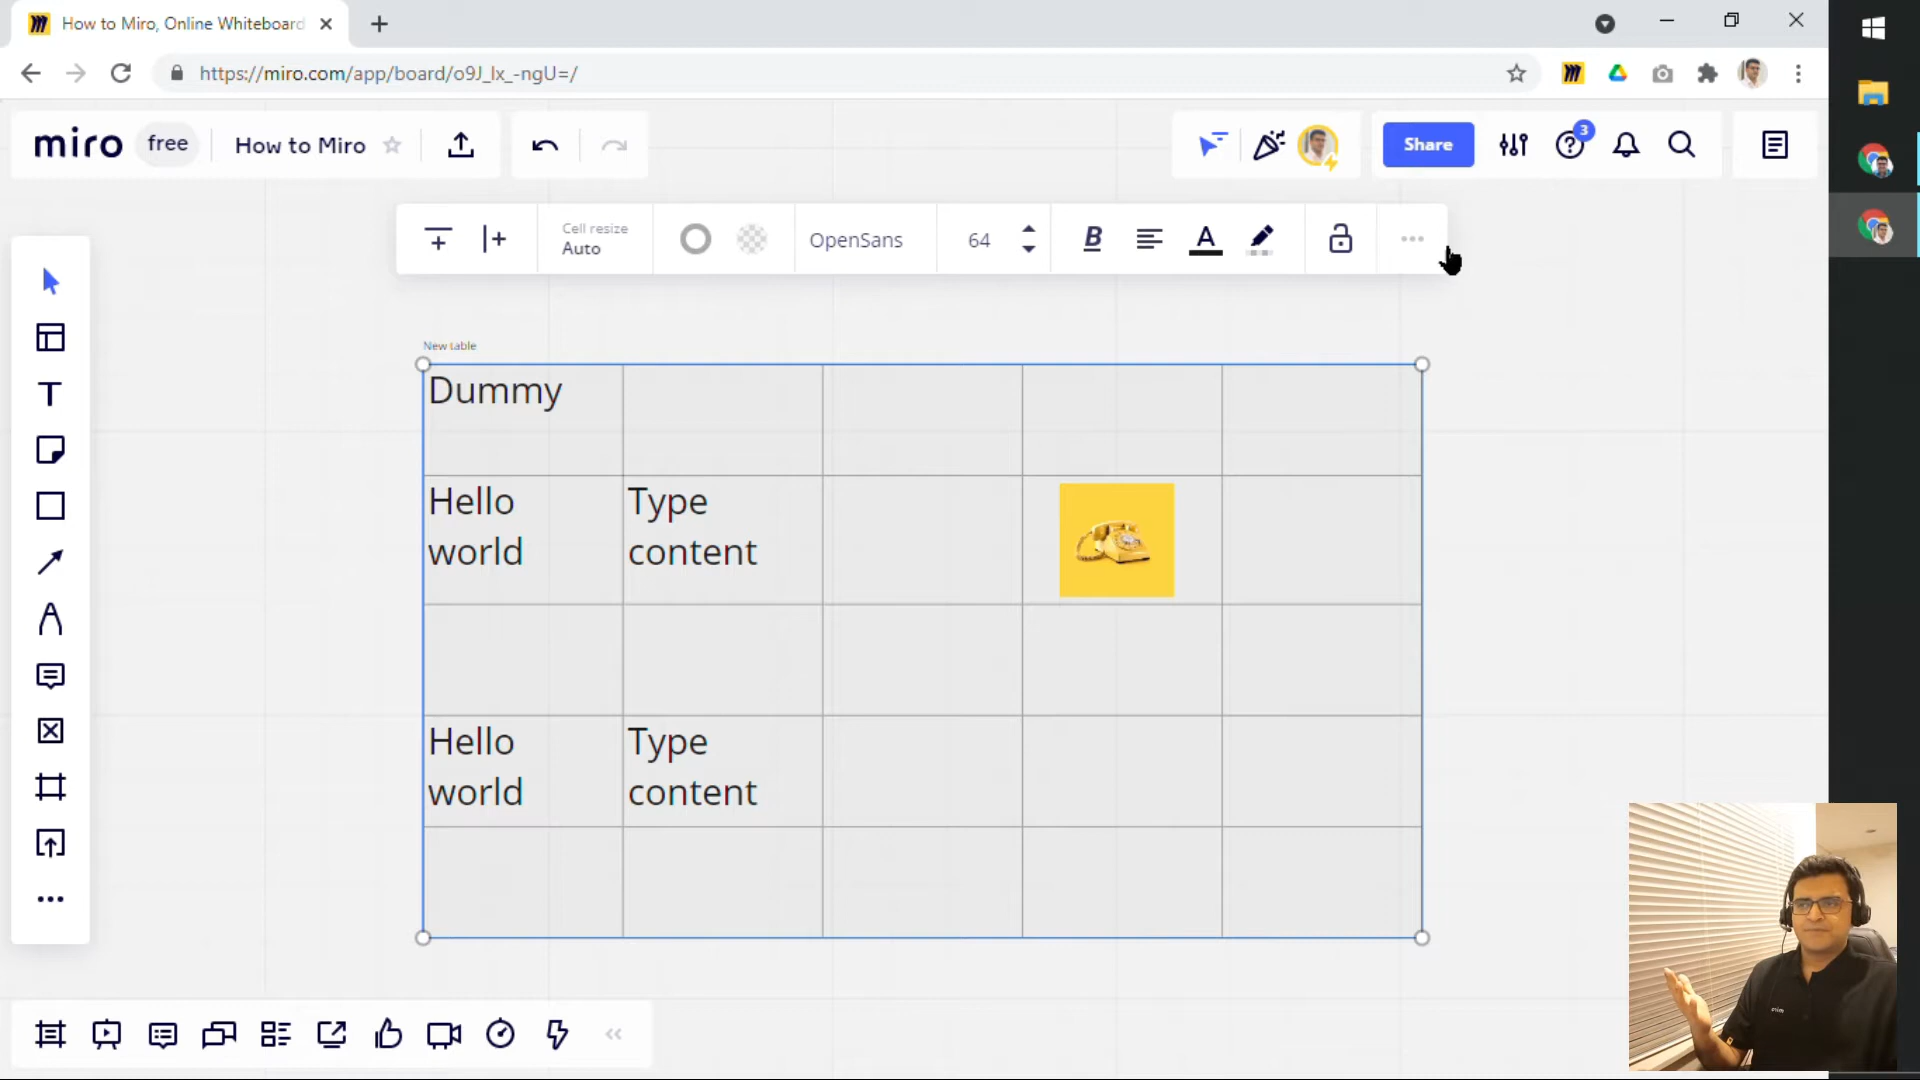 How to Miro, Online Whiteboard
https://miro.com/app/board/o9J_lx_-ngU=/
miro
free
How to Miro
Share
3
Cell resize
Auto
OpenSans
64
B
A
New table
Dummy
Hello
world
Type
content
Hello
world
Type
content
T